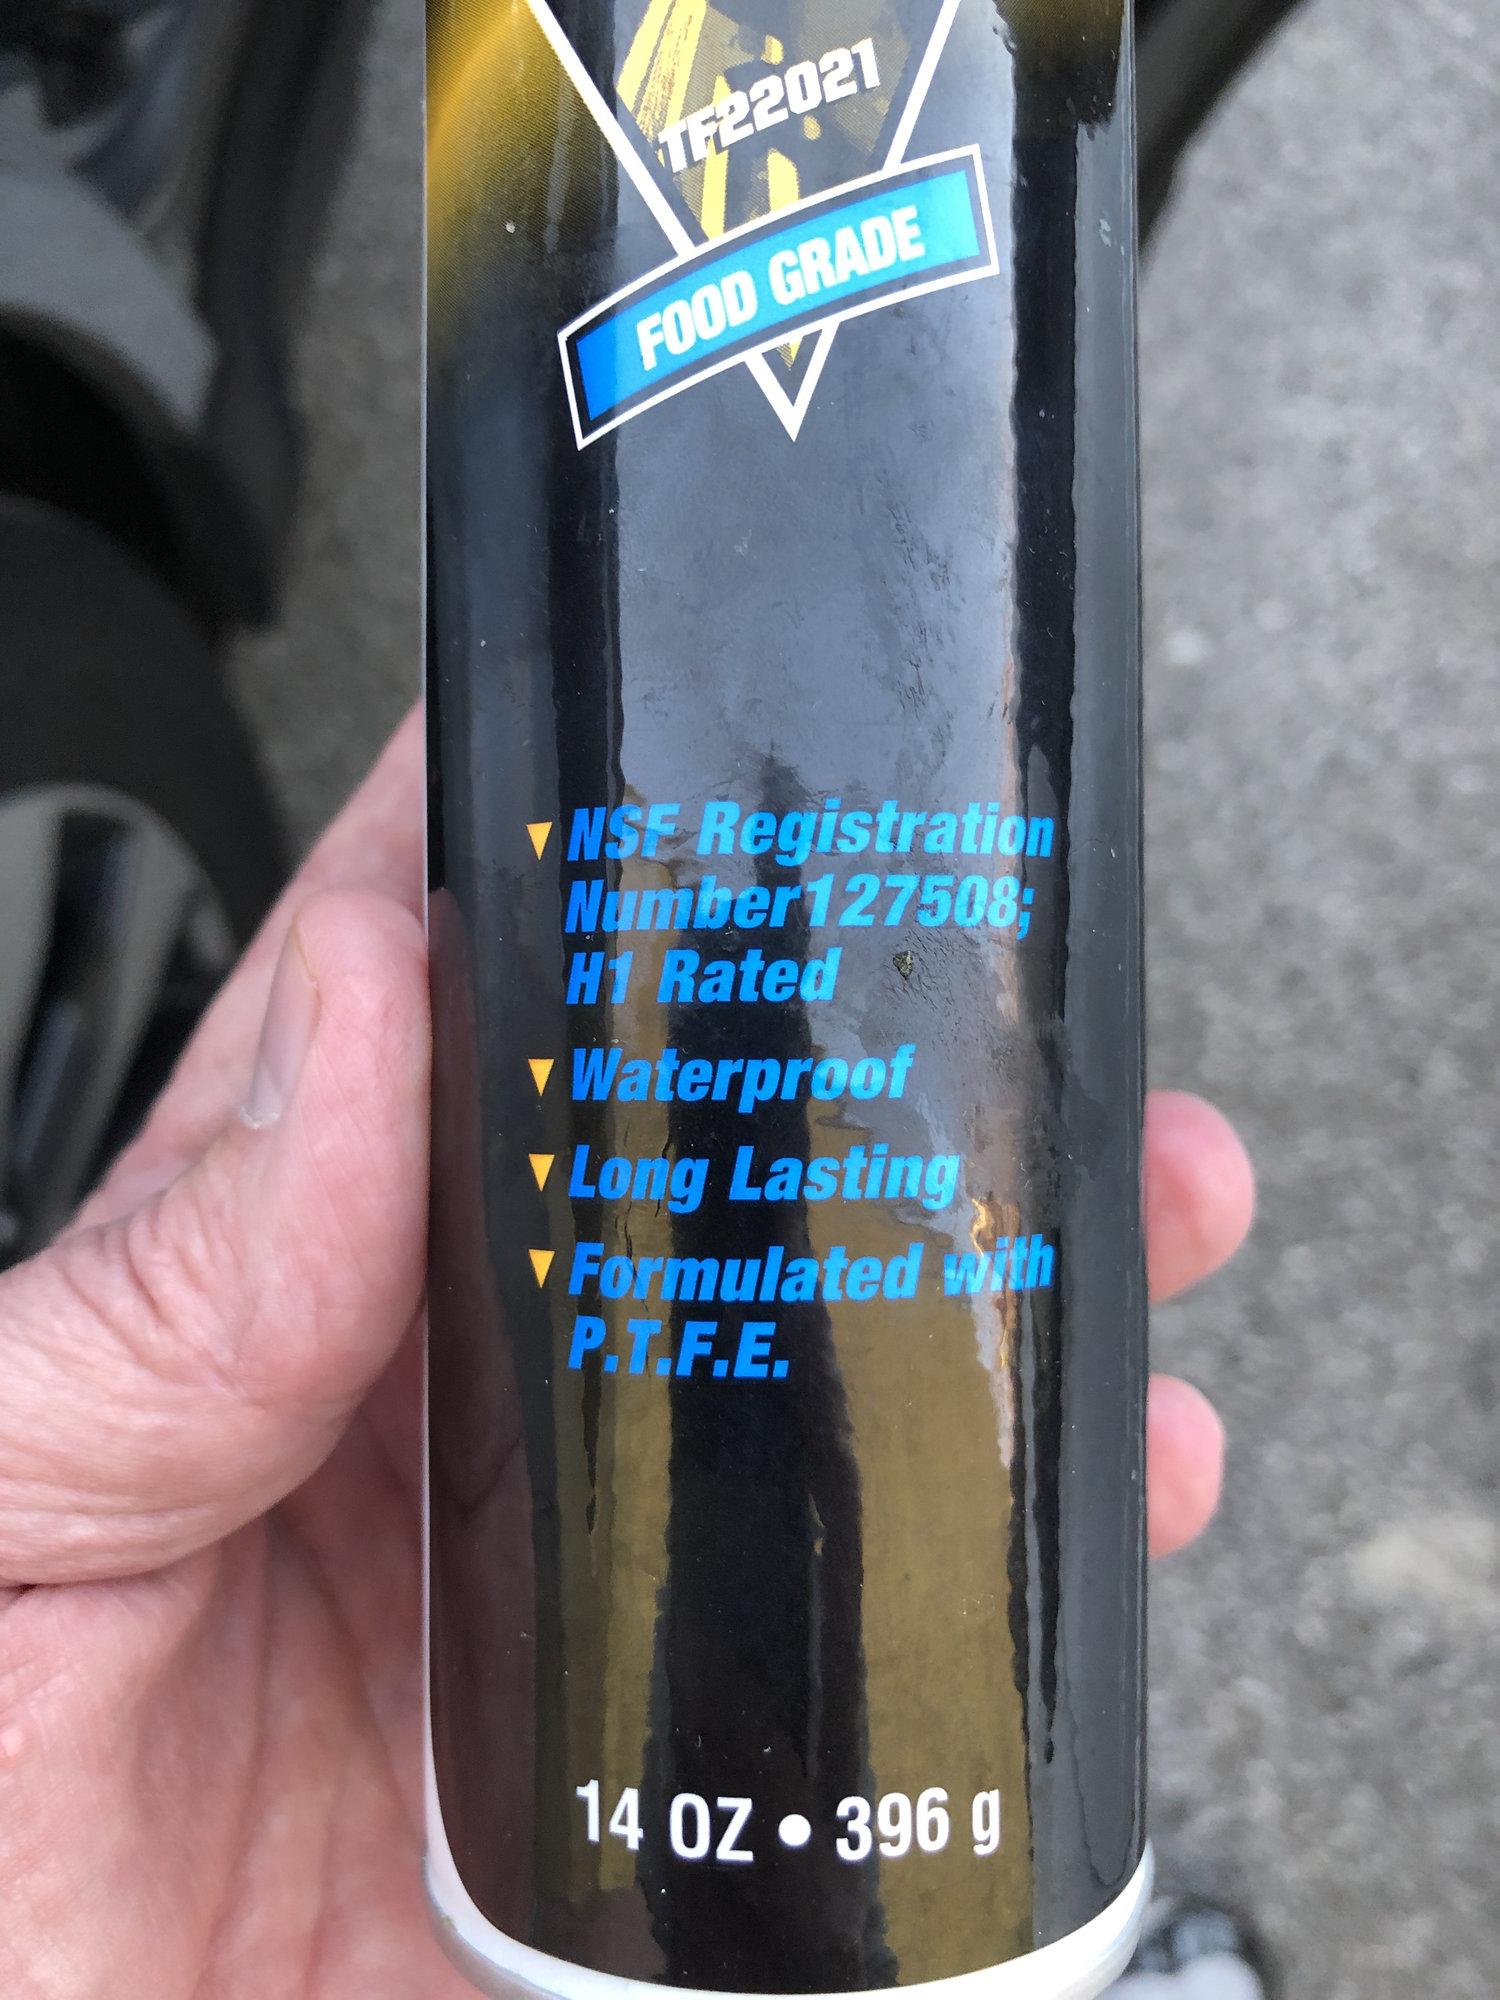 TF22021
FOOD GRADE
NSF Registration
Number127508;
H1 Rated
Waterproof
Long Lasting
Formulated with
P.T.F.E.
14 OZ • 396 g